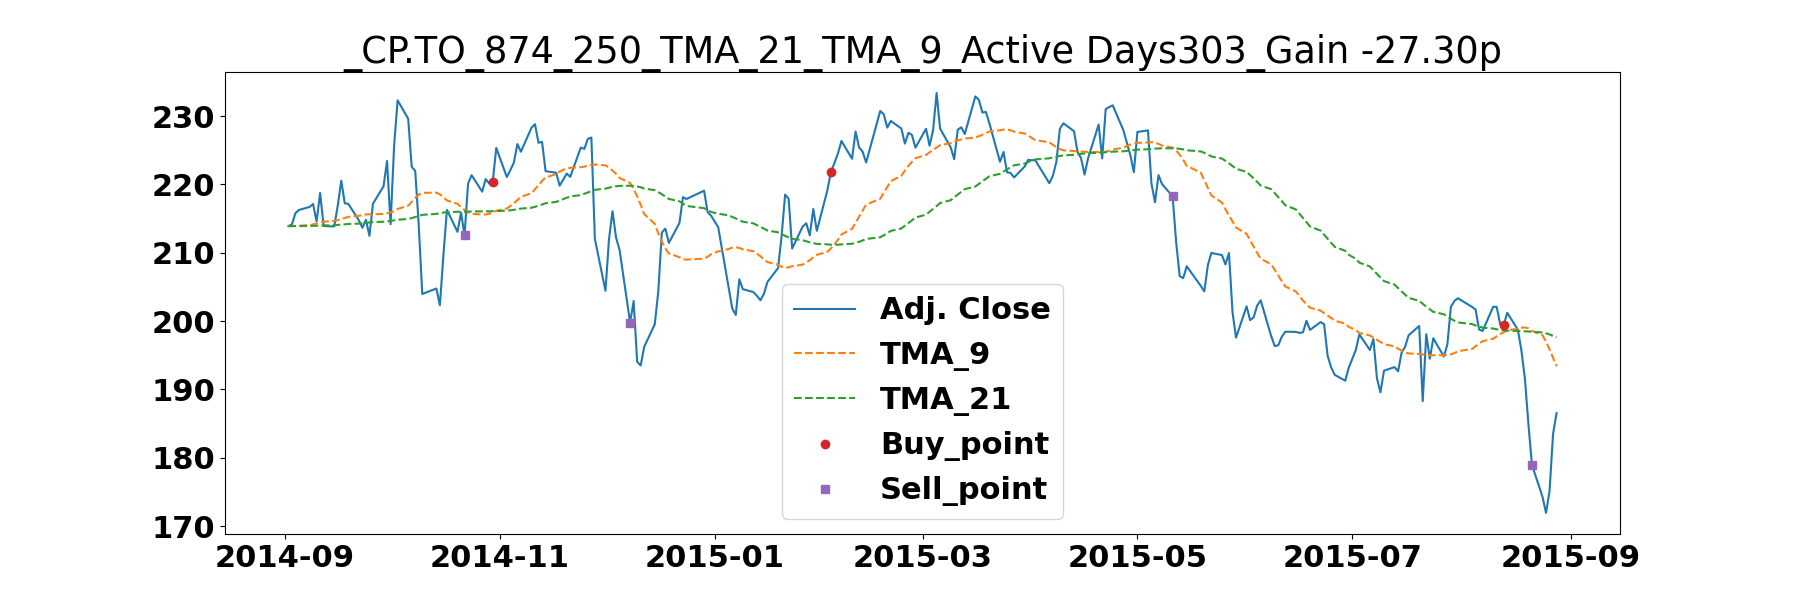 _CP.TO_874_250_TMA_21_TMA_9_Active Days303_Gain -27.30p
230
220
210
200
190
180
170
Adj. Close
TMA_9
TMA_21
Buy_point
Sell_point
2014-09 2014-11 2015-01 2015-03 2015-05 2015-07 2015-09